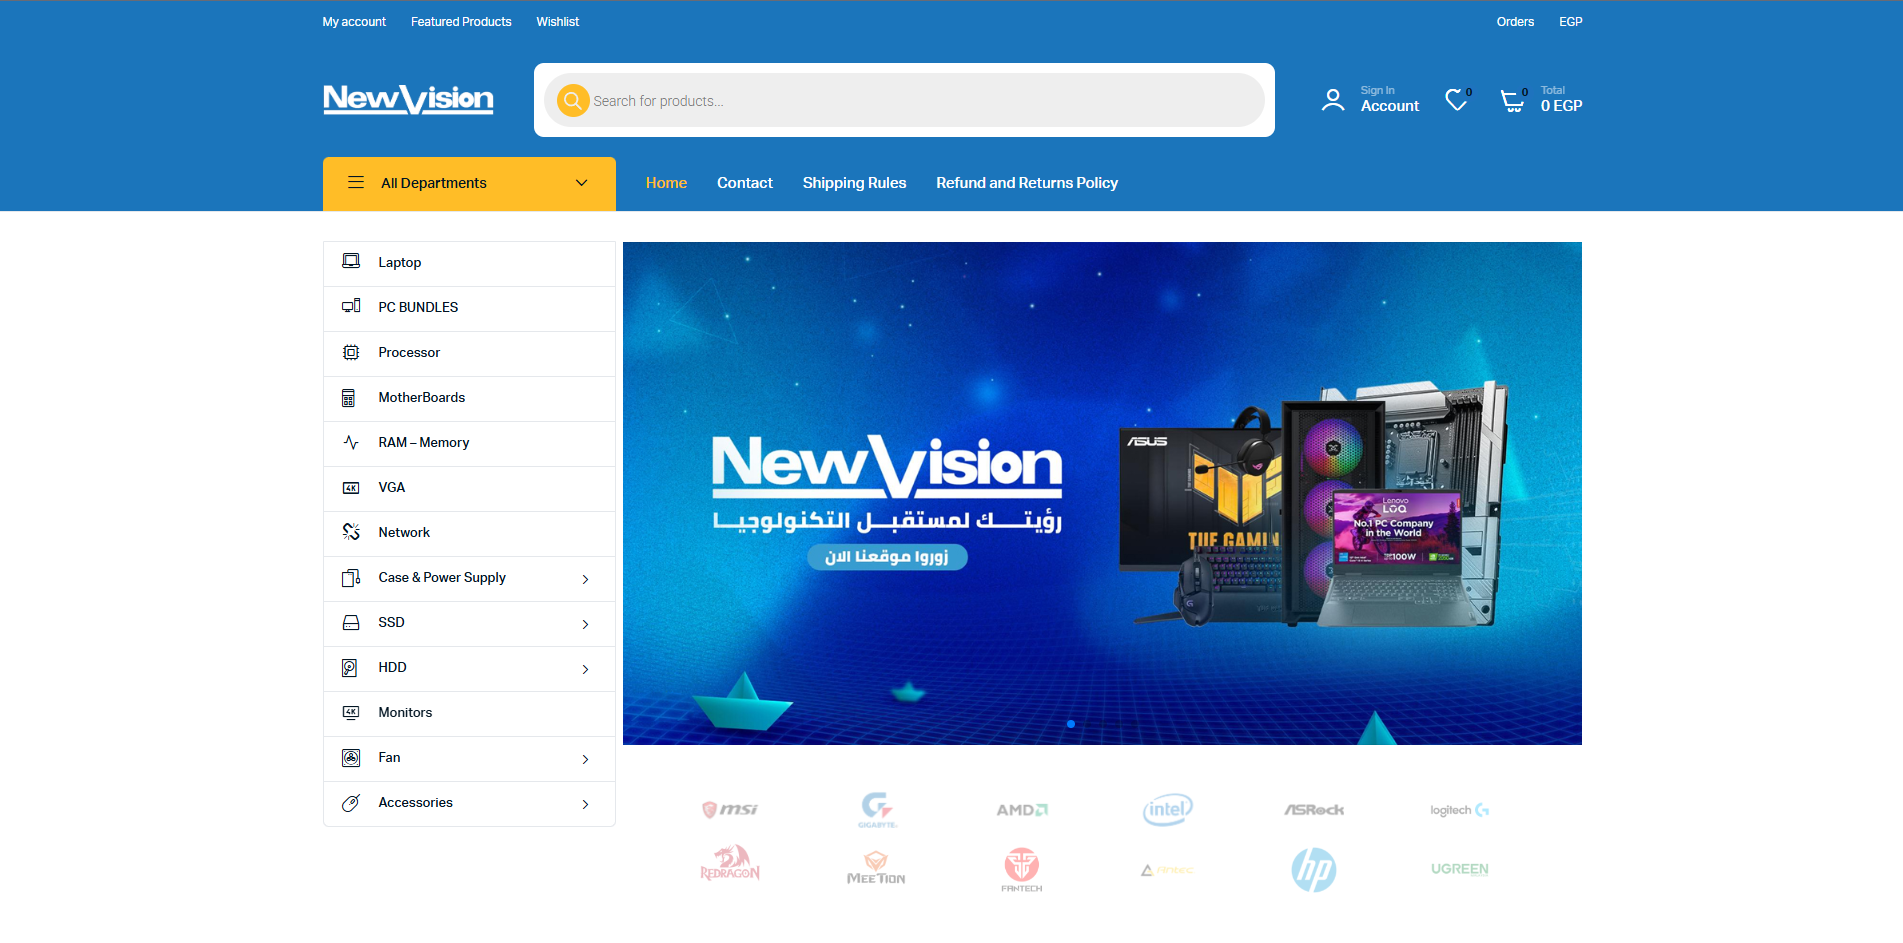 My account Featured Products Wishlist Orders EGP
NewVision
Search for products...
Sign In
Account
0
0
Total
0 EGP
All Departments
Home Contact Shipping Rules Refund and Returns Policy
Laptop
PC BUNDLES
Processor
MotherBoards
RAM – Memory
4K
VGA
Network
Case & Power Supply
SSD
HDD
4K
Monitors
Fan
Accessories
NewVision
رؤيتك لمستقبل التكنولوجيا
زوروا موقعنا الان
ASUS
THE GAMIN
Lenovo
LOQ
No.1 PC Company
in the World
100W
msi
GIGABYTE
AMD
intel
ASRock
logitech G
REDRAGON
MEETION
FANTECH
Antec
hp
UGREEN